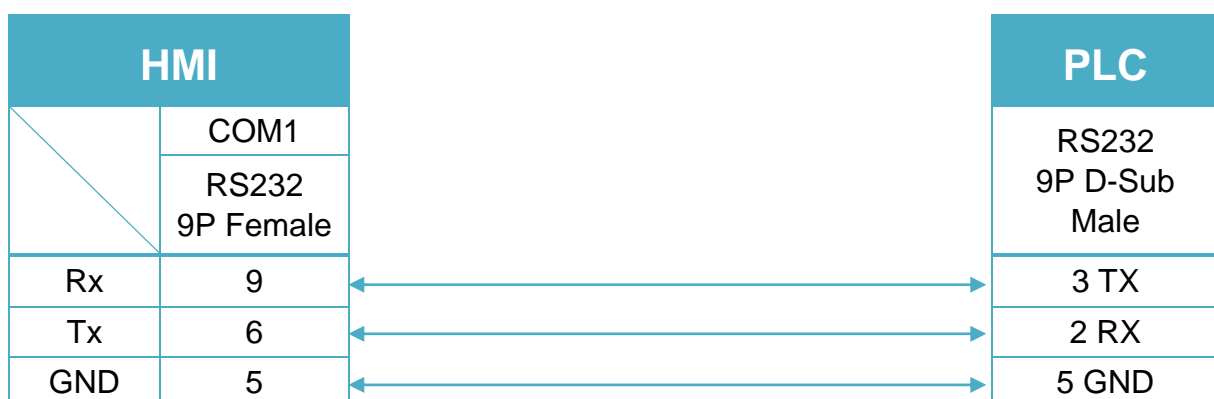 HMI PLC
COM1
RS232
9P Female
RS232
9P D-Sub
Male
Rx 9 3 TX
Tx 6 2 RX
GND 5 5 GND